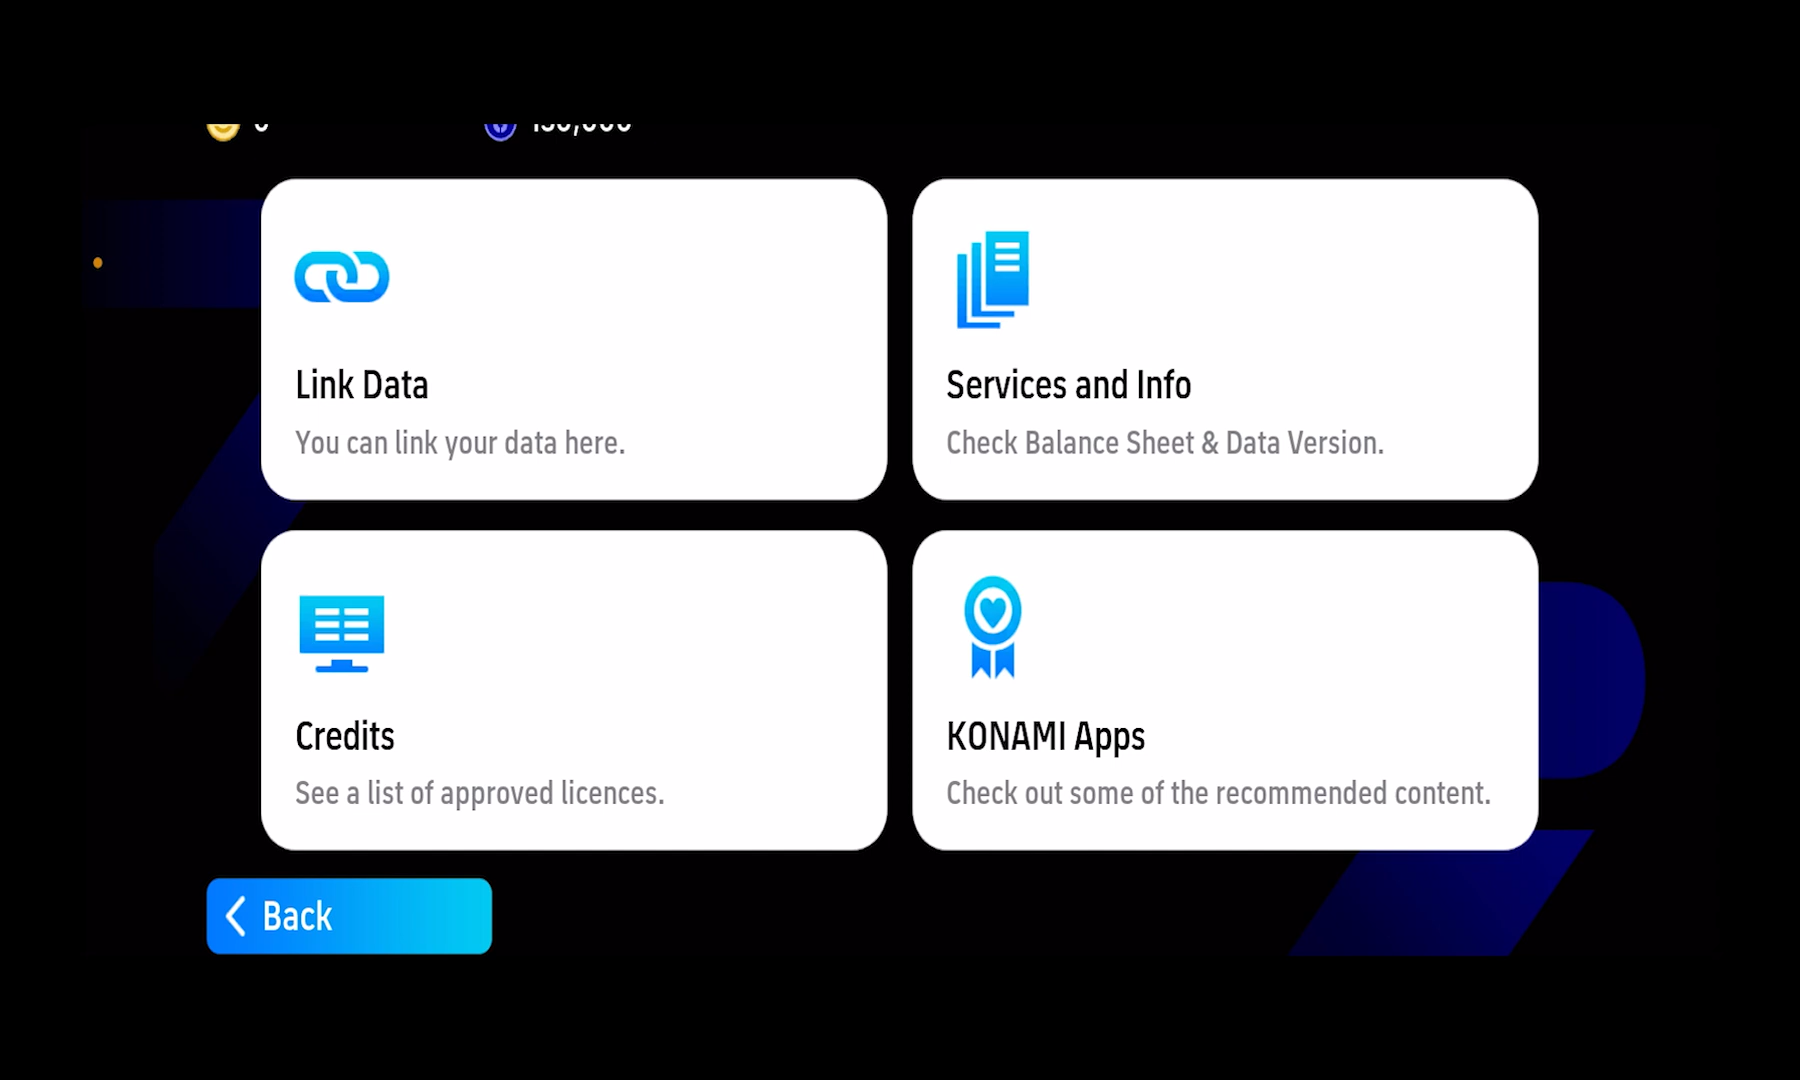 Link Data
You can link your data here.
Services and Info
Check Balance Sheet & Data Version.
Credits
See a list of approved licences.
KONAMI Apps
Check out some of the recommended content.
Back